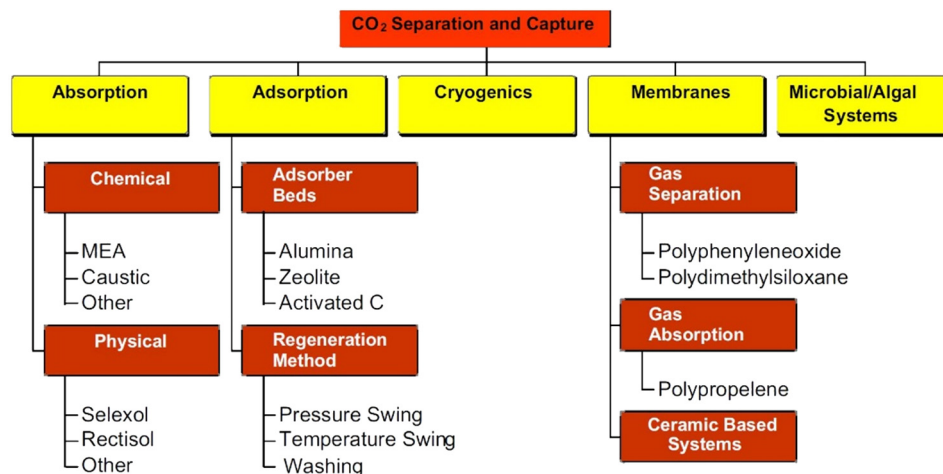 CO₂ Separation and Capture
Absorption
Adsorption
Cryogenics
Membranes
Microbial/Algal
Systems
Chemical
MEA
Caustic
Other
Physical
Selexol
Rectisol
Other
Adsorber
Beds
Alumina
Zeolite
Activated C
Regeneration
Method
Pressure Swing
Temperature Swing
Washing
Gas
Separation
Polyphenyleneoxide
Polydimethylsiloxane
Gas
Absorption
Polypropelene
Ceramic Based
Systems